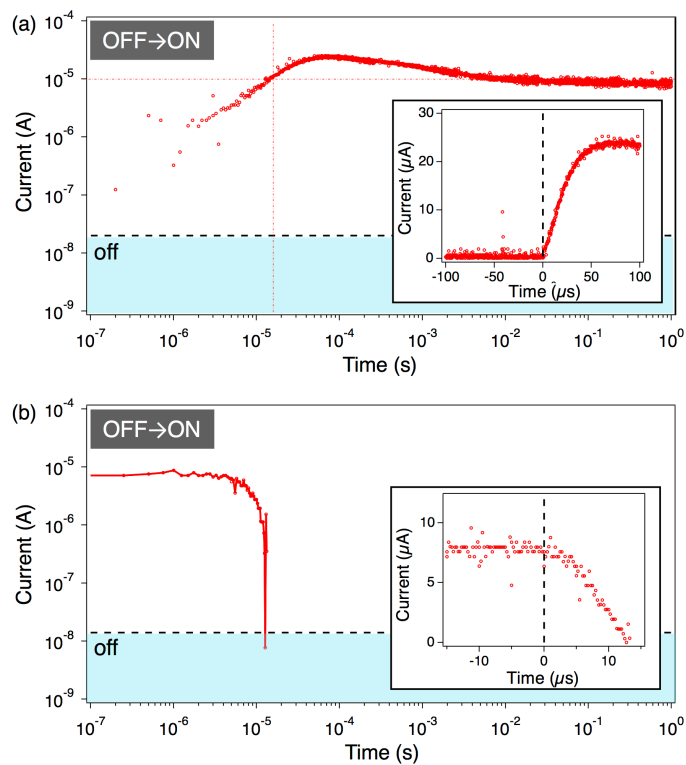 (a)
OFF→ON
Current (A)
10⁻⁴
10⁻⁵
10⁻⁶
10⁻⁷
10⁻⁸
10⁻⁹
off
10⁻⁷ 10⁻⁶ 10⁻⁵ 10⁻⁴ 10⁻³ 10⁻² 10⁻¹ 10⁰
Time (s)
Current (µA)
30
20
10
0
-100 -50 0 50 100
Time (µs)
(b)
OFF→ON
Current (A)
10⁻⁴
10⁻⁵
10⁻⁶
10⁻⁷
10⁻⁸
10⁻⁹
off
10⁻⁷ 10⁻⁶ 10⁻⁵ 10⁻⁴ 10⁻³ 10⁻² 10⁻¹ 10⁰
Time (s)
Current (µA)
10
5
0
-10 0 10
Time (µs)